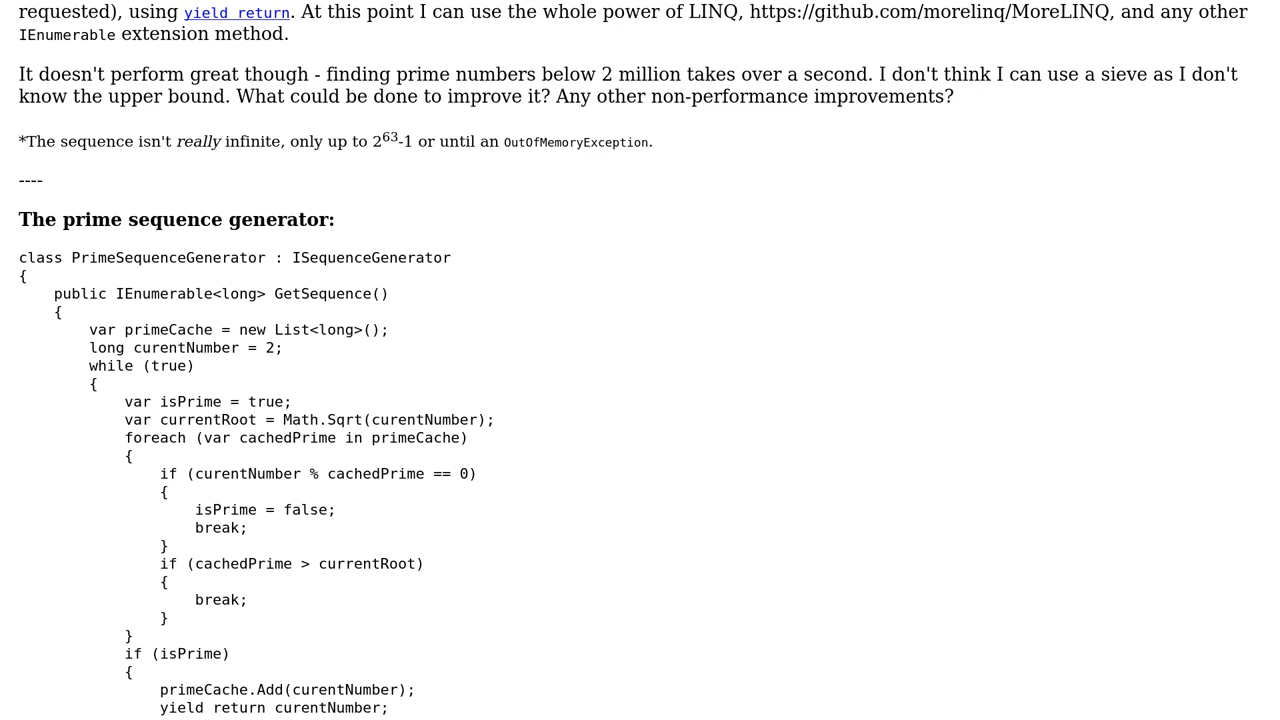 requested), using yield return. At this point I can use the whole power of LINQ, https://github.com/morelinq/MoreLINQ, and any other
IEnumerable extension method.
It doesn't perform great though - finding prime numbers below 2 million takes over a second. I don't think I can use a sieve as I don't
know the upper bound. What could be done to improve it? Any other non-performance improvements?
*The sequence isn't really infinite, only up to 2^63-1 or until an OutOfMemoryException.
----
The prime sequence generator:
class PrimeSequenceGenerator : ISequenceGenerator
{
    public IEnumerable<long> GetSequence()
    {
        var primeCache = new List<long>();
        long curentNumber = 2;
        while (true)
        {
            var isPrime = true;
            var currentRoot = Math.Sqrt(curentNumber);
            foreach (var cachedPrime in primeCache)
            {
                if (curentNumber % cachedPrime == 0)
                {
                    isPrime = false;
                    break;
                }
                if (cachedPrime > currentRoot)
                {
                    break;
                }
            }
            if (isPrime)
            {
                primeCache.Add(curentNumber);
                yield return curentNumber;